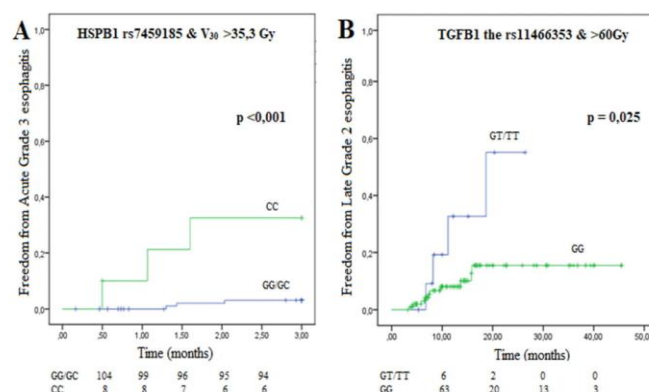 A
HSPB1 rs7459185 & V30 >35,3 Gy
p <0,001
Freedom from Acute Grade 3 esophagitis
1,0
0,8
0,6
0,4
0,2
0,0
CC
GG/GC
,00 ,50 1,00 1,50 2,00 2,50 3,00
Time (months)
GG/GC 104 99 96 95 94
CC 8 8 7 6 6
B
TGFB1 the rs11466353 & >60Gy
p = 0,025
Freedom from Late Grade 2 esophagitis
1,0
0,8
0,6
0,4
0,2
0,0
GT/TT
GG
,00 10,00 20,00 30,00 40,00 50,00
Time (months)
GT/TT 6 2 0 0
GG 63 20 13 3